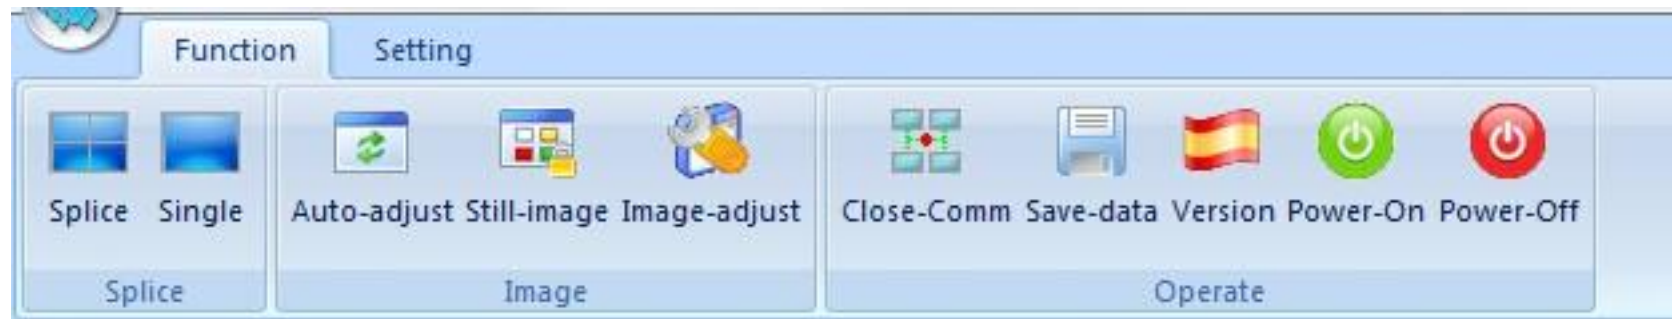 Function Setting
Splice Single Auto-adjust Still-image Image-adjust Close-Comm Save-data Version Power-On Power-Off
Splice Image Operate